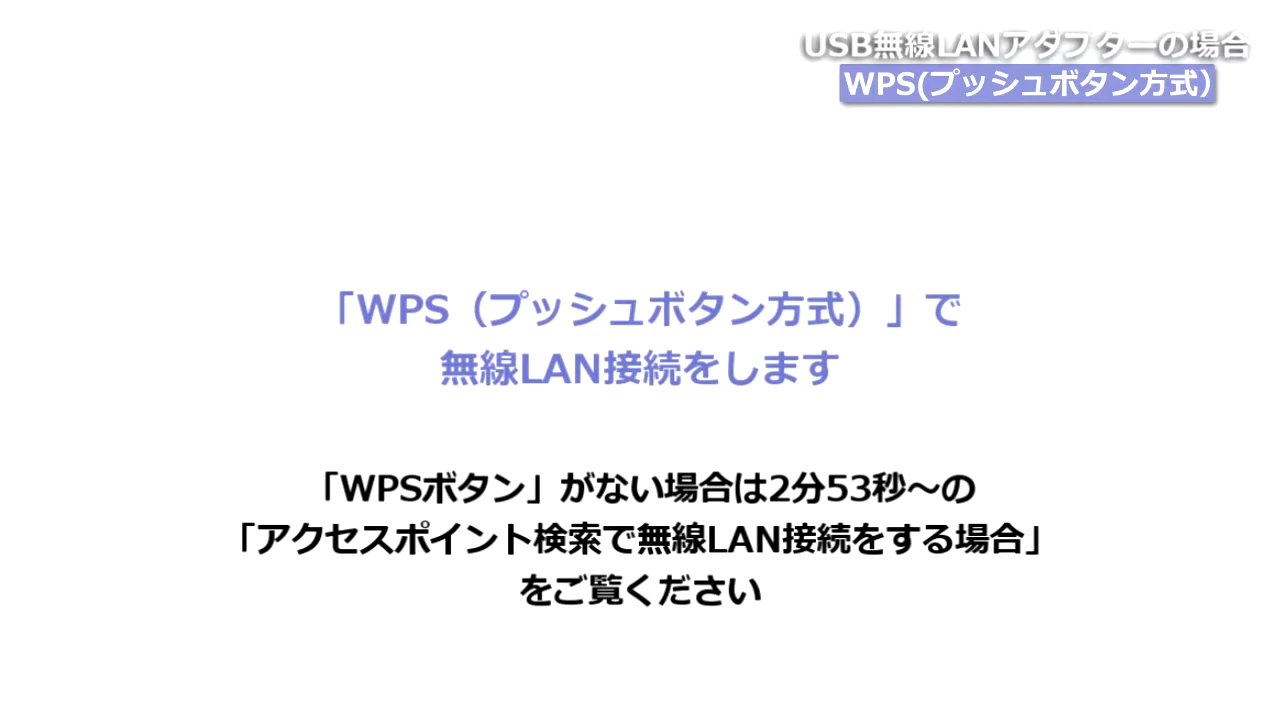 USB無線LANアダプターの場合
WPS(プッシュボタン方式)
「WPS（プッシュボタン方式）」で
無線LAN接続をします
「WPSボタン」がない場合は2分53秒～の
「アクセスポイント検索で無線LAN接続をする場合」
をご覧ください